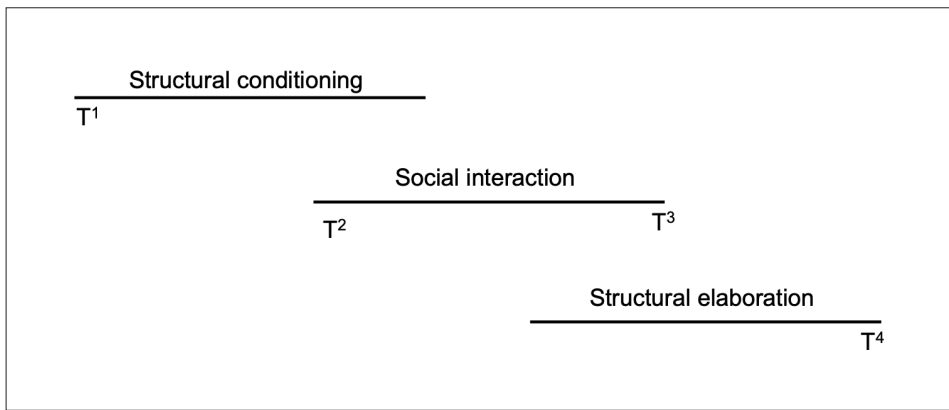 Structural conditioning
T¹
Social interaction
T² T³
Structural elaboration
T⁴